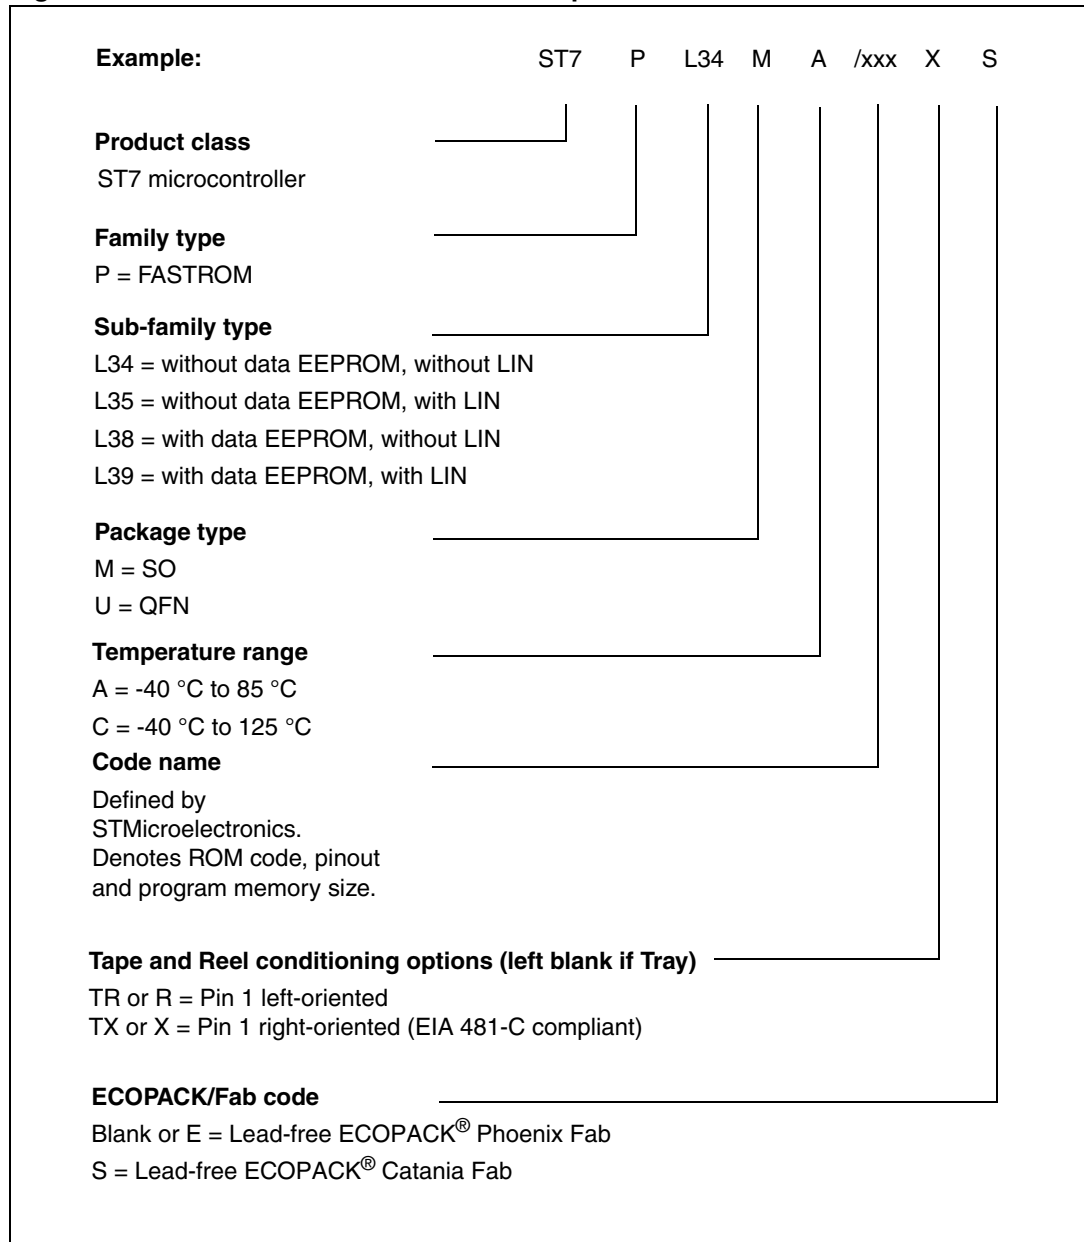 Example: ST7 P L34 M A /xxx X S
Product class
ST7 microcontroller
Family type
P = FASTROM
Sub-family type
L34 = without data EEPROM, without LIN
L35 = without data EEPROM, with LIN
L38 = with data EEPROM, without LIN
L39 = with data EEPROM, with LIN
Package type
M = SO
U = QFN
Temperature range
A = -40 °C to 85 °C
C = -40 °C to 125 °C
Code name
Defined by
STMicroelectronics.
Denotes ROM code, pinout
and program memory size.
Tape and Reel conditioning options (left blank if Tray)
TR or R = Pin 1 left-oriented
TX or X = Pin 1 right-oriented (EIA 481-C compliant)
ECOPACK/Fab code
Blank or E = Lead-free ECOPACK® Phoenix Fab
S = Lead-free ECOPACK® Catania Fab